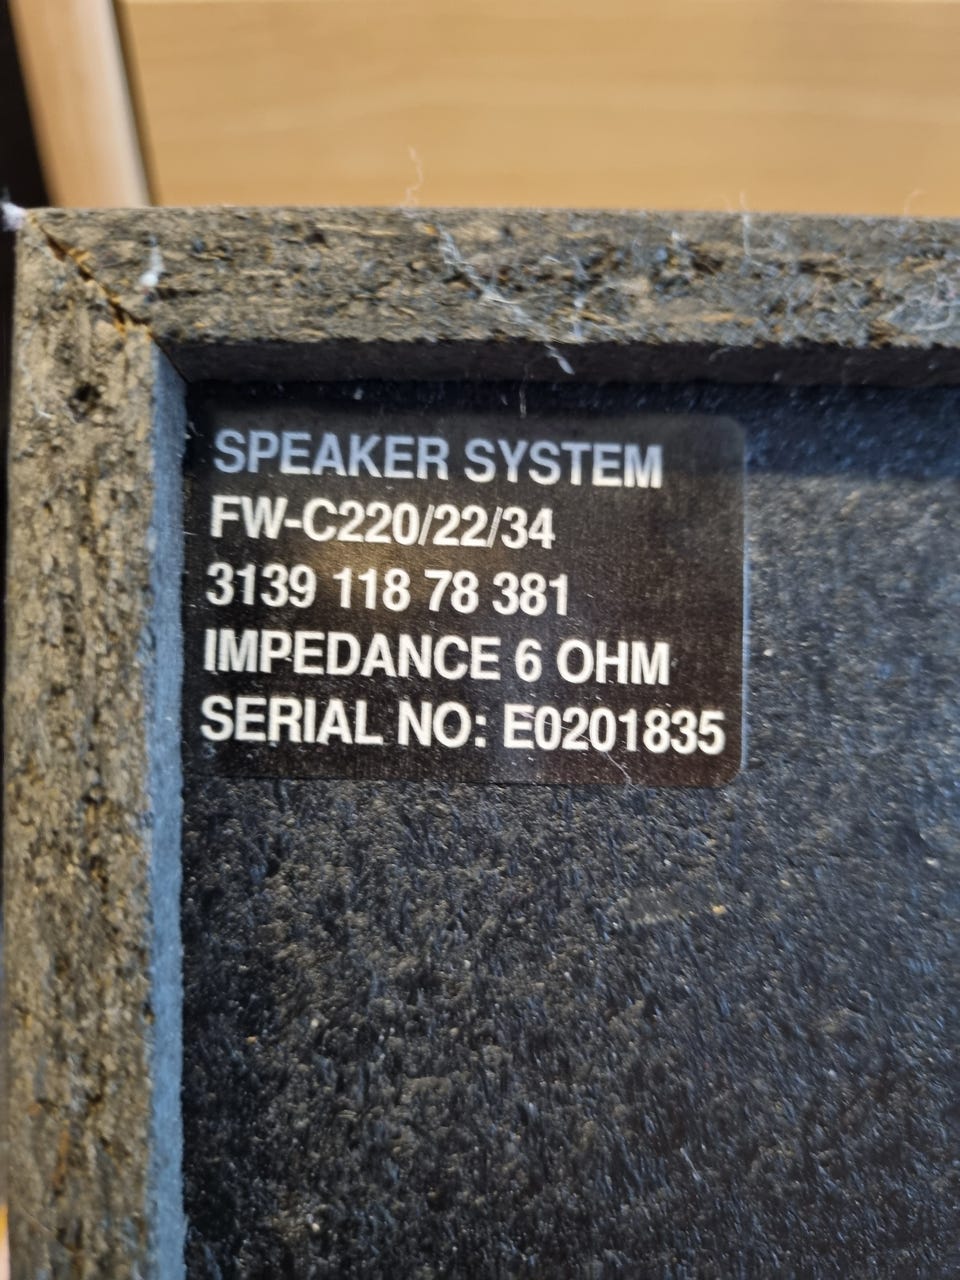 SPEAKER SYSTEM
FW-C220/22/34
3139 118 78 381
IMPEDANCE 6 OHM
SERIAL NO: E0201835